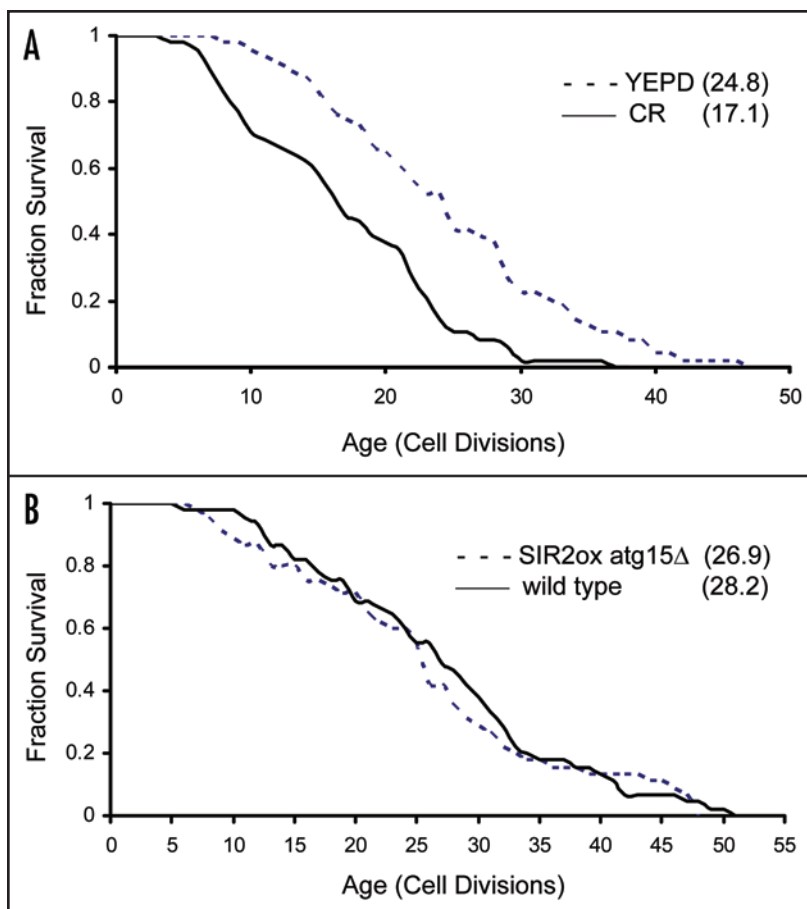 A
1
0.8
0.6
0.4
0.2
0
Fraction Survival
YEPD (24.8)
CR (17.1)
0 10 20 30 40 50
Age (Cell Divisions)
B
1
0.8
0.6
0.4
0.2
0
Fraction Survival
SIR2ox atg15Δ (26.9)
wild type (28.2)
0 5 10 15 20 25 30 35 40 45 50 55
Age (Cell Divisions)